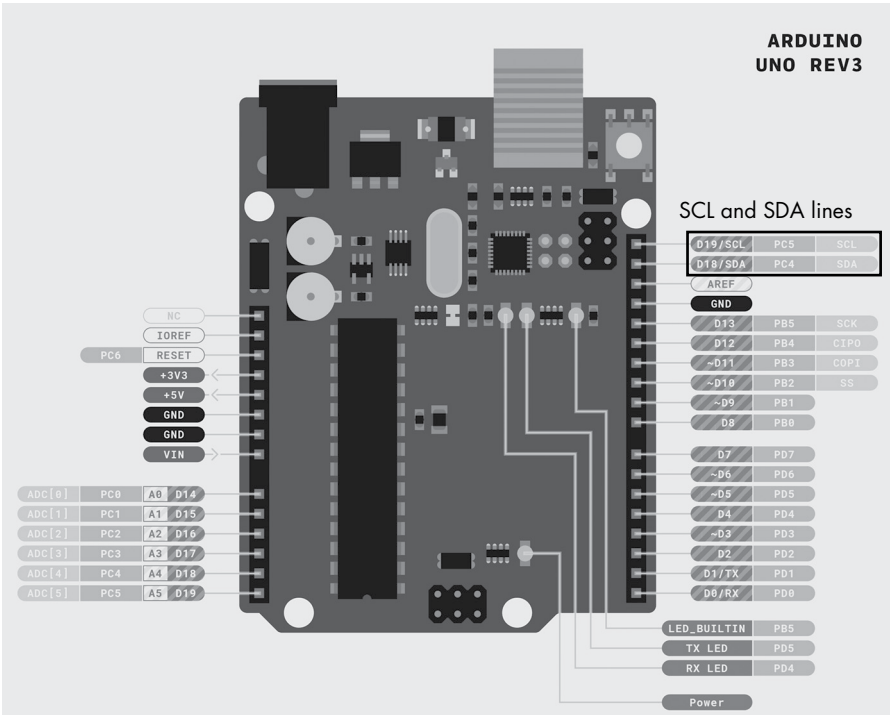 ARDUINO
UNO REV3
SCL and SDA lines
D19/SCL PC5 SCL
D18/SDA PC4 SDA
AREF
GND
D13 PB5 SCK
D12 PB4 CIPO
~D11 PB3 COPI
~D10 PB2 SS
~D9 PB1
D8 PB0
D7 PD7
~D6 PD6
~D5 PD5
D4 PD4
~D3 PD3
D2 PD2
D1/TX PD1
D0/RX PD0
LED_BUILTIN PB5
TX LED PD5
RX LED PD4
Power
NC
IOREF
PC6 RESET
+3V3
+5V
GND
GND
VIN
ADC[0] PC0 A0 D14
ADC[1] PC1 A1 D15
ADC[2] PC2 A2 D16
ADC[3] PC3 A3 D17
ADC[4] PC4 A4 D18
ADC[5] PC5 A5 D19